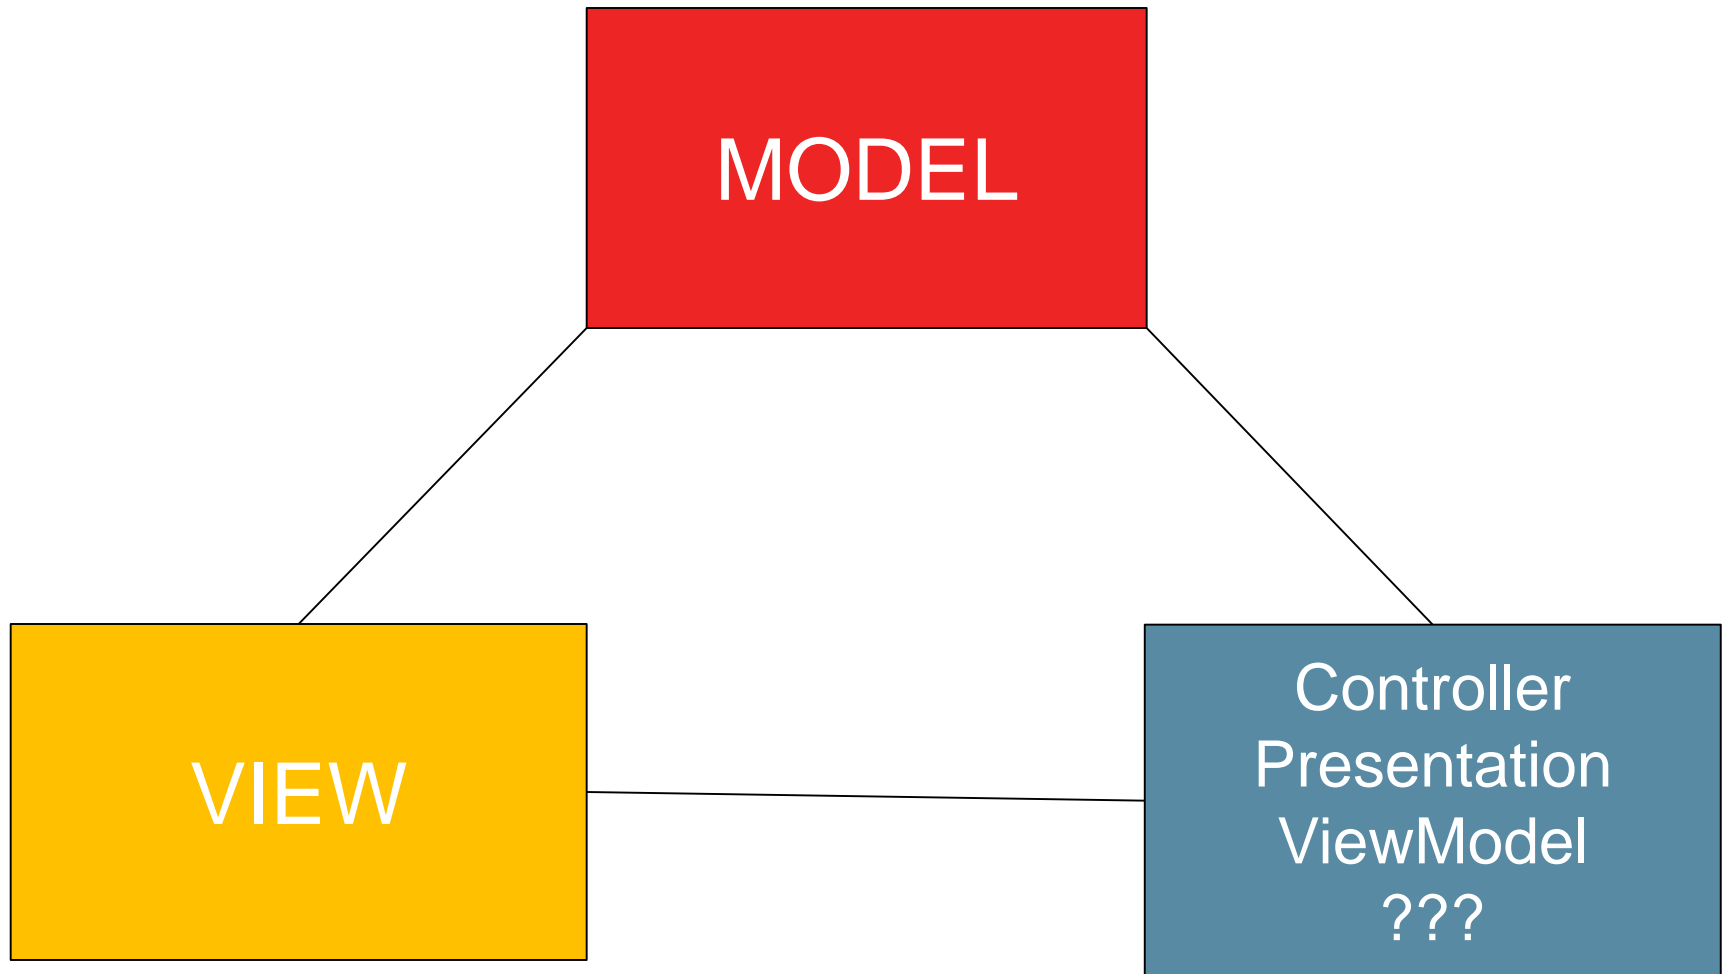 MODEL
VIEW
Controller
Presentation
ViewModel
???